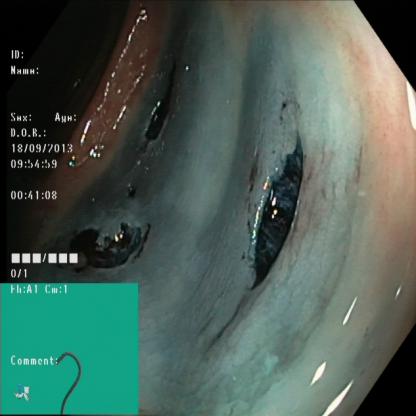 ID:
Name:
Sex: Age:
D.O.B.:
18/09/2013
09:54:59
00:41:08
■■■/■■■
0/1
Eh:A1 Cm:1
Comment: